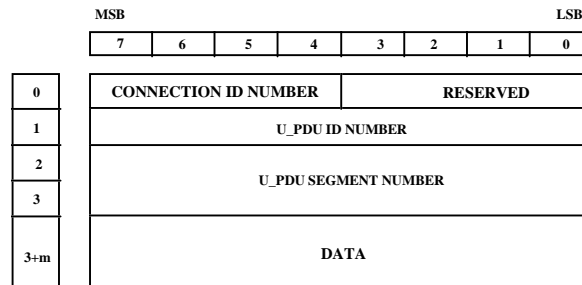 MSB LSB
7 6 5 4 3 2 1 0
0 CONNECTION ID NUMBER RESERVED
1 U_PDU ID NUMBER
2
U_PDU SEGMENT NUMBER
3
3+m DATA